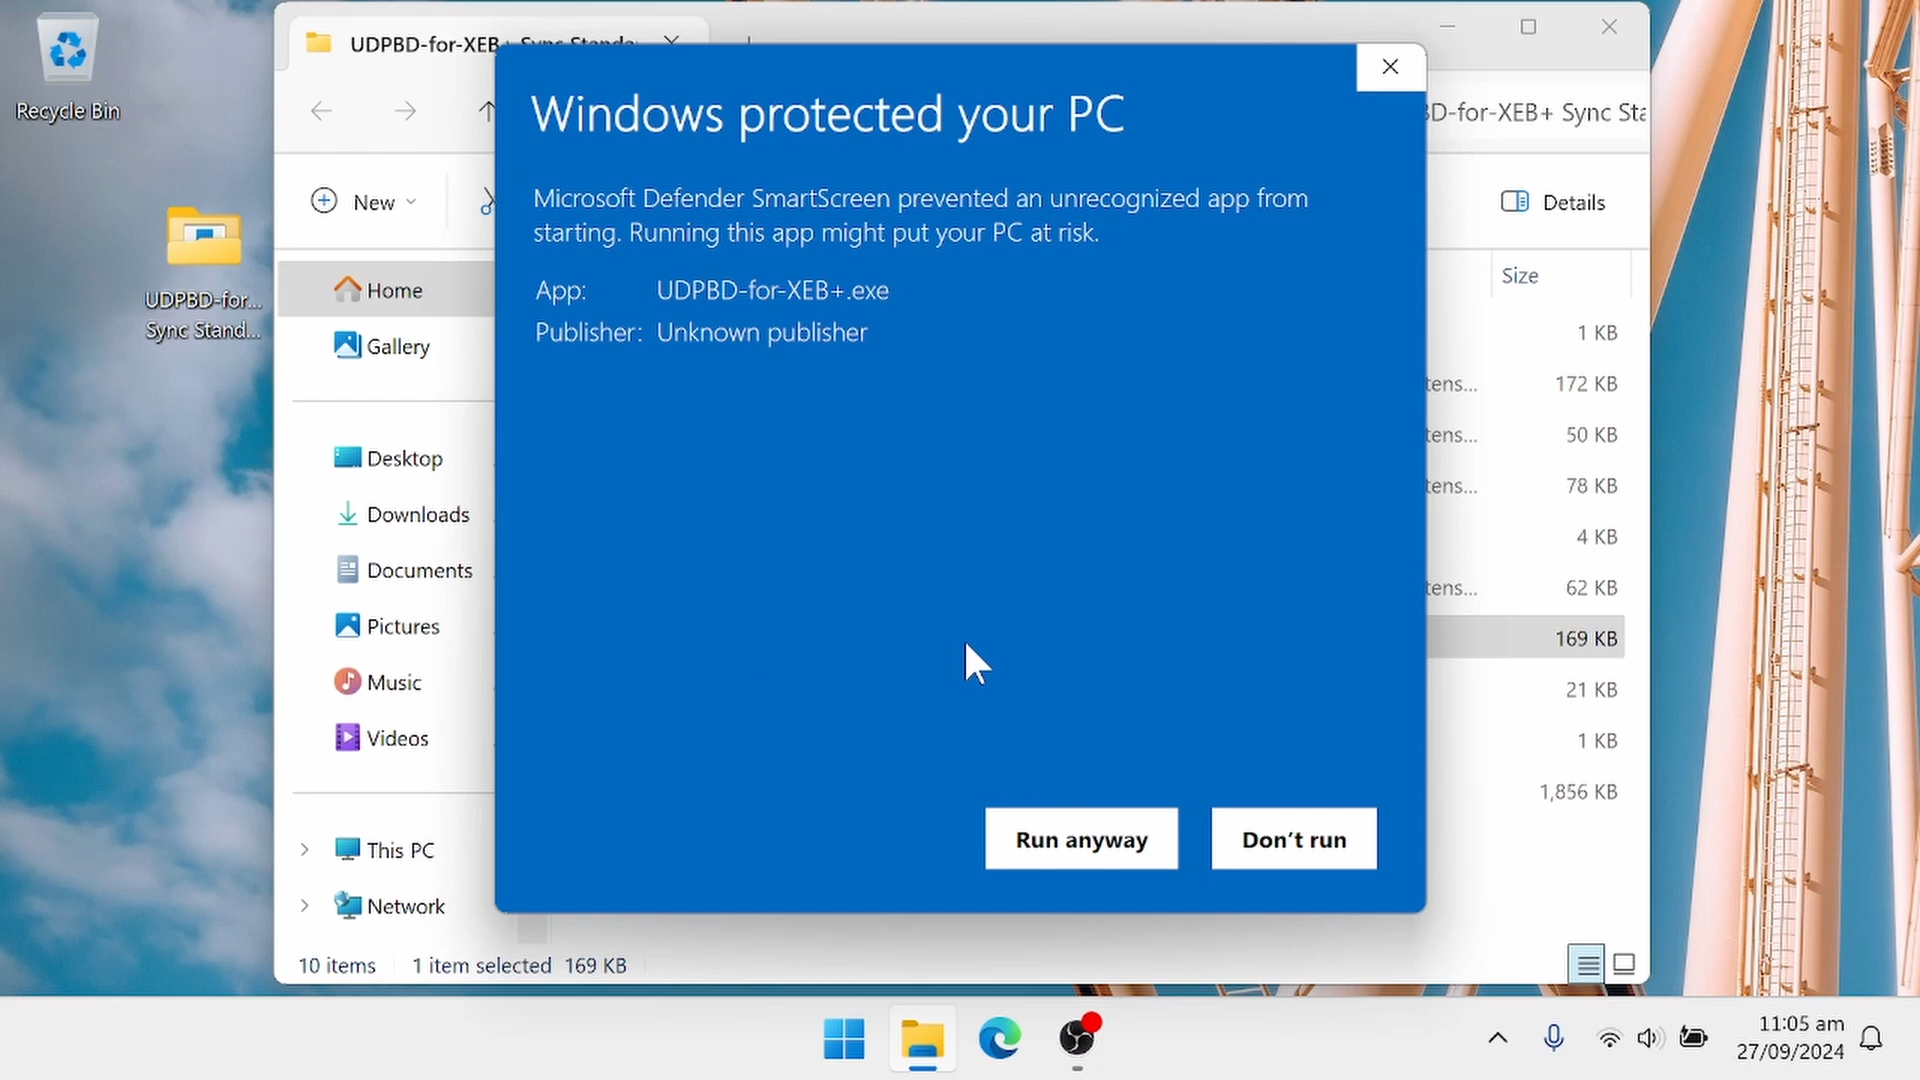 Recycle Bin
UDPBD-for...
Sync Stand...
UDPBD-for-XEB+ Sync Standa
BD-for-XEB+ Sync Sta
New
Details
Size
Home
Gallery
Desktop
Downloads
Documents
Pictures
Music
Videos
This PC
Network
Windows protected your PC
Microsoft Defender SmartScreen prevented an unrecognized app from
starting. Running this app might put your PC at risk.
App: UDPBD-for-XEB+.exe
Publisher: Unknown publisher
Run anyway
Don't run
1 KB
tens... 172 KB
tens... 50 KB
tens... 78 KB
4 KB
tens... 62 KB
169 KB
21 KB
1 KB
1,856 KB
10 items
1 item selected 169 KB
11:05 am
27/09/2024